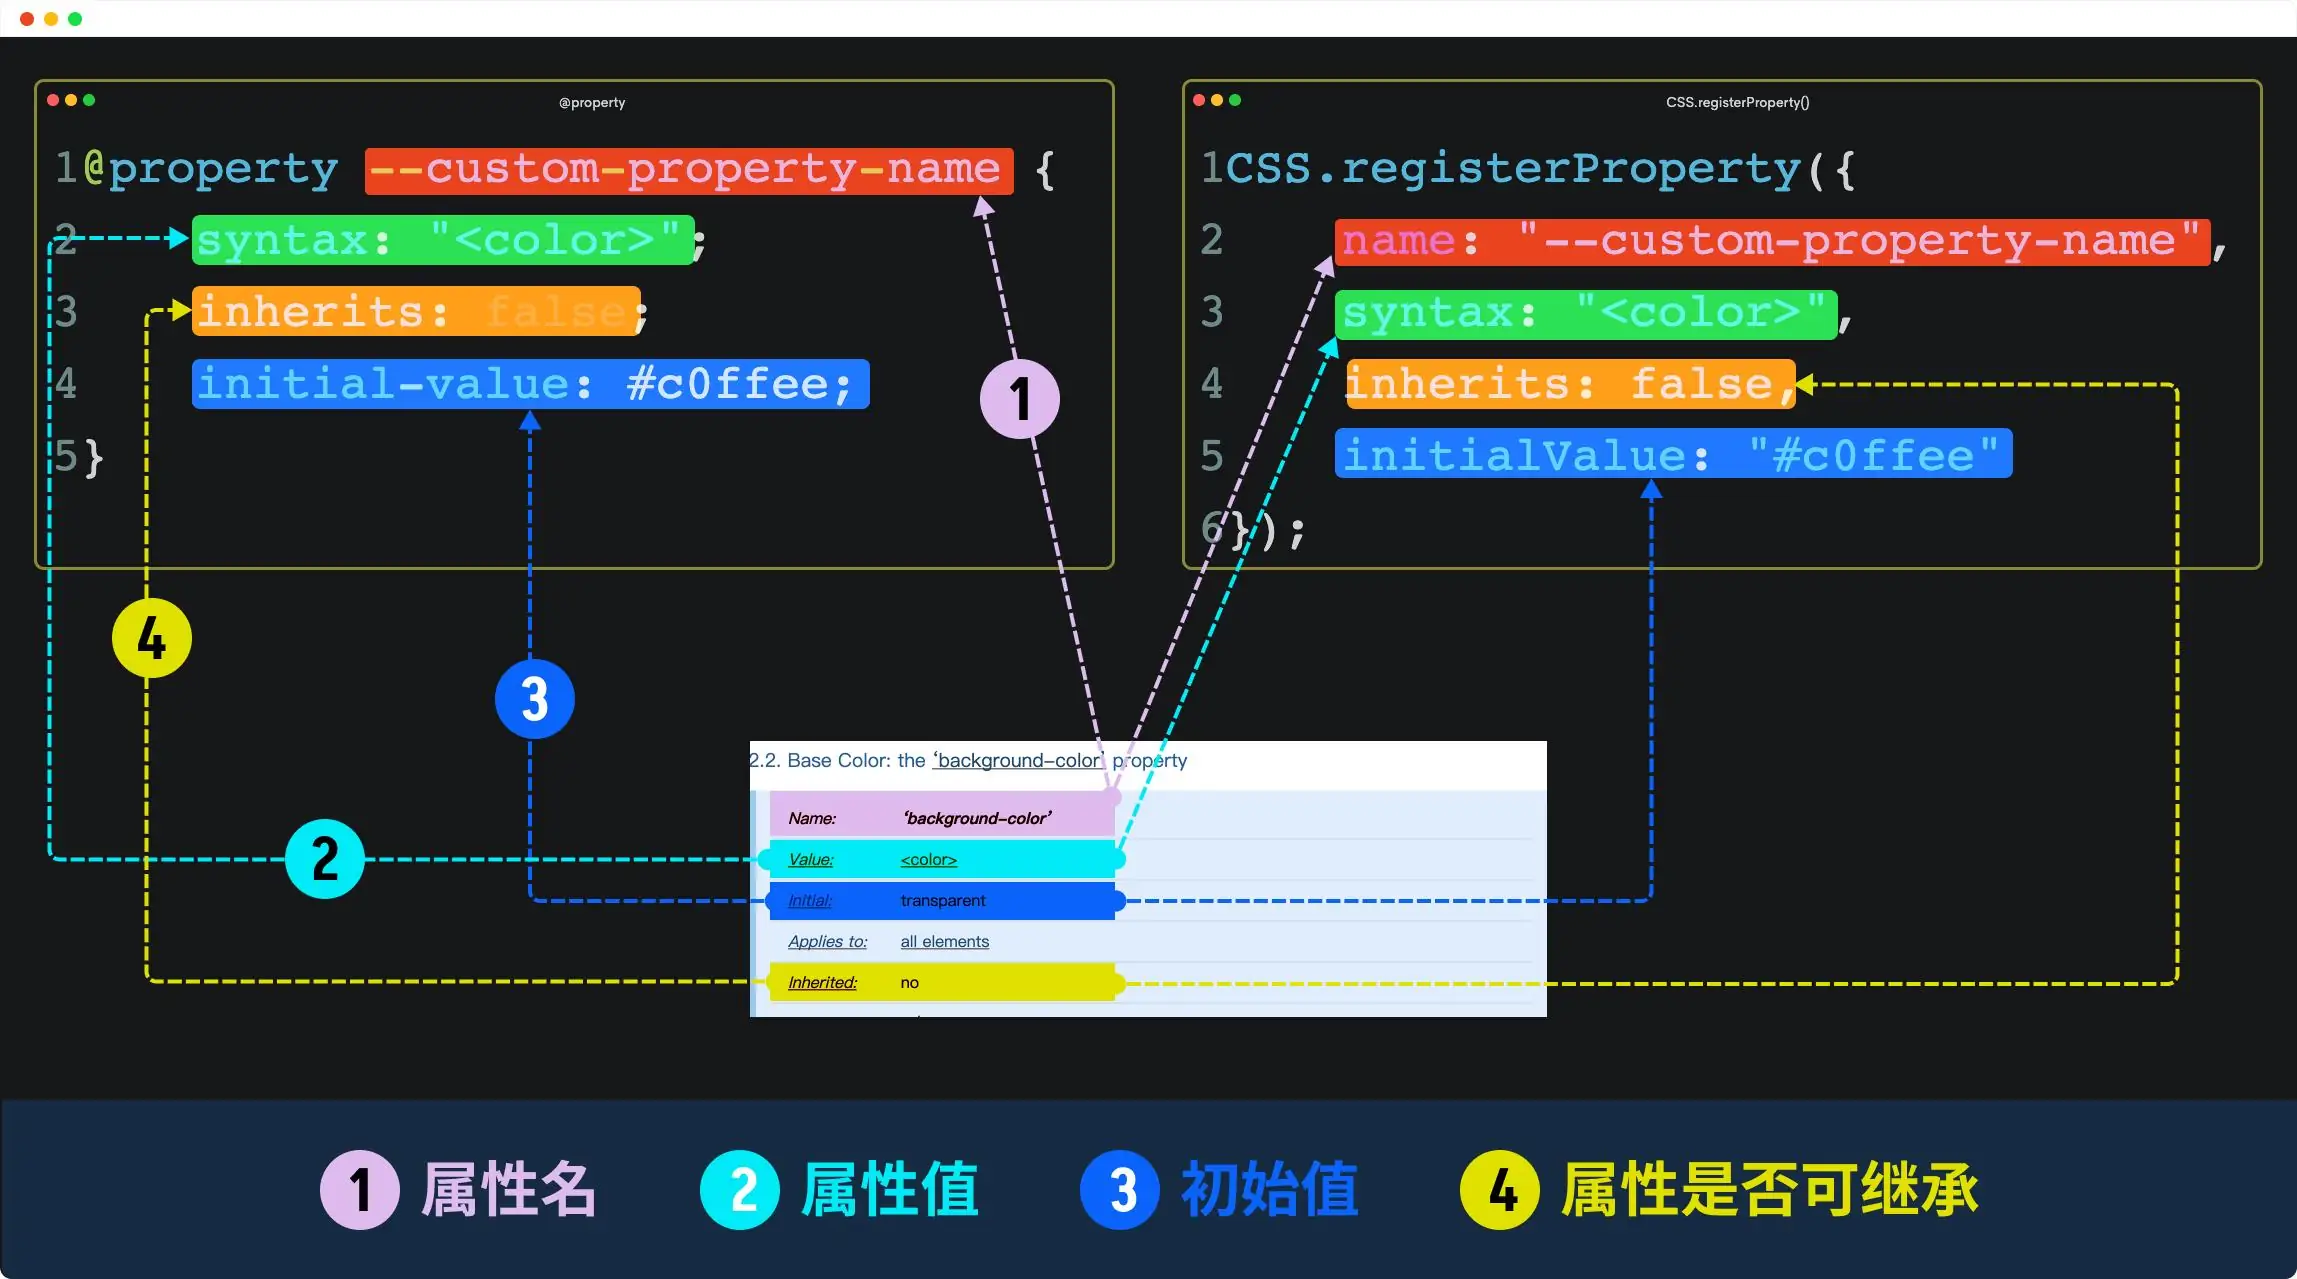 @property
1@property --custom-property-name {
2 syntax: "<color>";
3 inherits: false;
4 initial-value: #c0ffee;
5}
CSS.registerProperty()
1CSS.registerProperty({
2 name: "--custom-property-name",
3 syntax: "<color>",
4 inherits: false,
5 initialValue: "#c0ffee"
6});
1
4
3
2
2.2. Base Color: the ‘background-color’ property
Name: ‘background-color’
Value: <color>
Initial: transparent
Applies to: all elements
Inherited: no
1 属性名
2 属性值
3 初始值
4 属性是否可继承